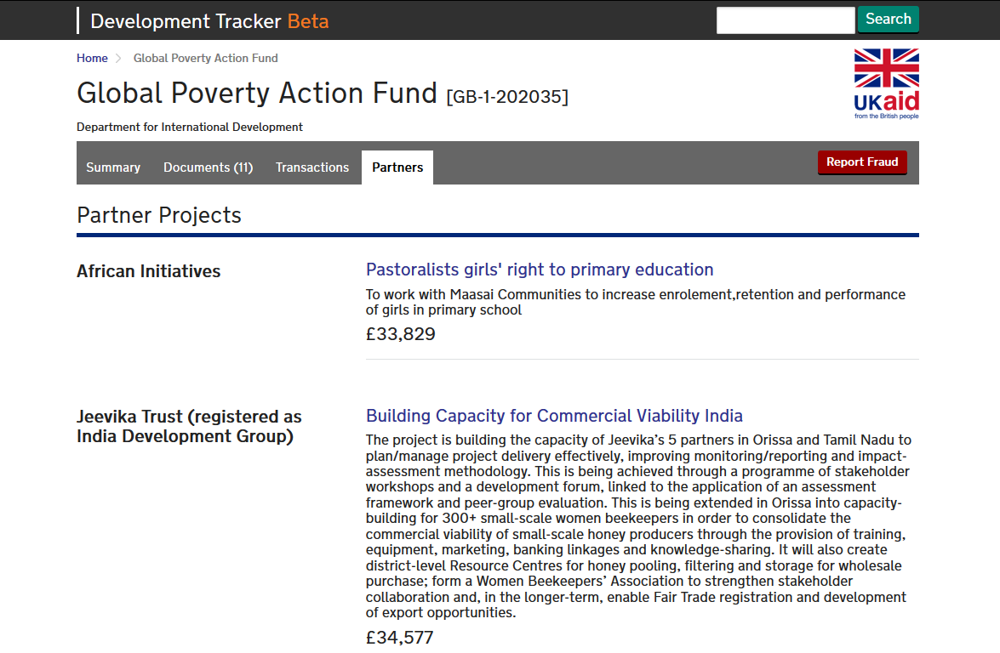 Development Tracker Beta
Search
Home > Global Poverty Action Fund
Global Poverty Action Fund [GB-1-202035]
UKaid
from the British people
Department for International Development
Summary Documents (11) Transactions Partners Report Fraud
Partner Projects
African Initiatives
Pastoralists girls' right to primary education
To work with Maasai Communities to increase enrolement,retention and performance
of girls in primary school
£33,829
Jeevika Trust (registered as
India Development Group)
Building Capacity for Commercial Viability India
The project is building the capacity of Jeevika’s 5 partners in Orissa and Tamil Nadu to
plan/manage project delivery effectively, improving monitoring/reporting and impact-
assessment methodology. This is being achieved through a programme of stakeholder
workshops and a development forum, linked to the application of an assessment
framework and peer-group evaluation. This is being extended in Orissa into capacity-
building for 300+ small-scale women beekeepers in order to consolidate the
commercial viability of small-scale honey producers through the provision of training,
equipment, marketing, banking linkages and knowledge-sharing. It will also create
district-level Resource Centres for honey pooling, filtering and storage for wholesale
purchase; form a Women Beekeepers’ Association to strengthen stakeholder
collaboration and, in the longer-term, enable Fair Trade registration and development
of export opportunities.
£34,577